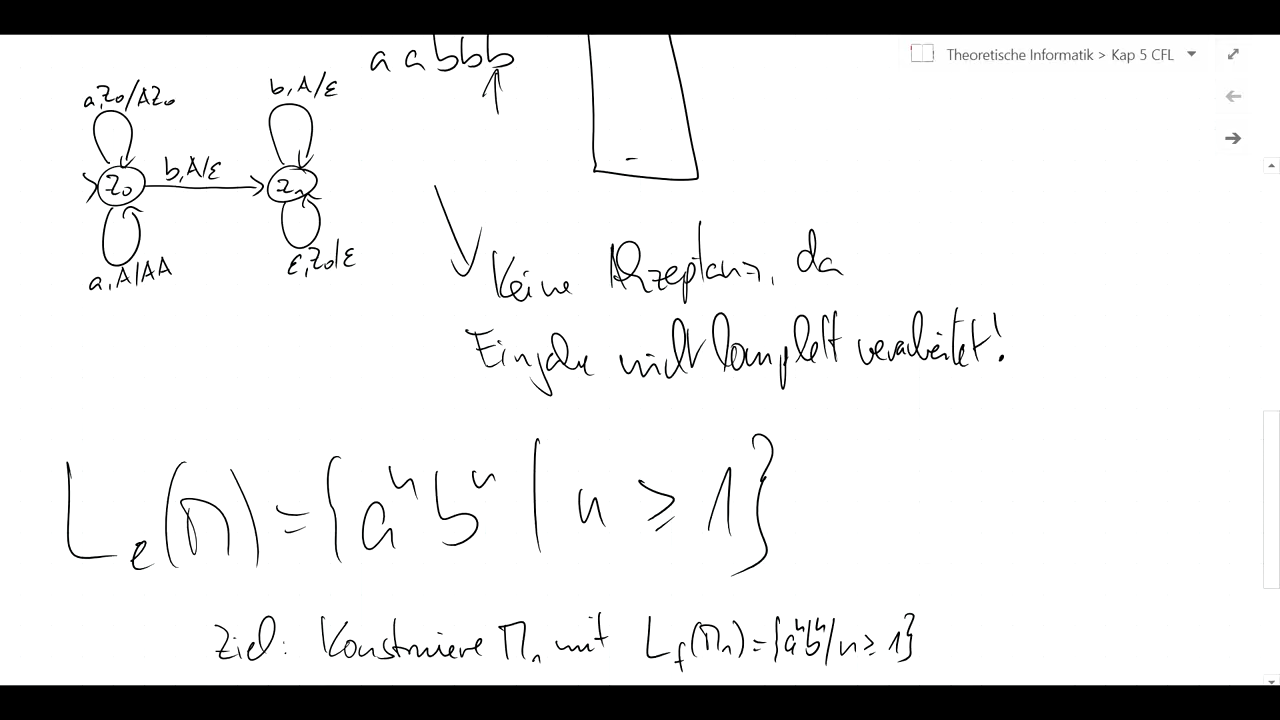 a a b b b
Theoretische Informatik > Kap 5 CFL
a,Z₀/AZ₀
b,A/ε
b,A/ε
Z₀
Z₁
a,A/AA
ε,Z₀/ε
Keine Akzeptanz, da
Eingabe nicht komplett verarbeitet!
Lₑ(M) = {aⁿbⁿ | n ≥ 1}
Ziel: Konstruiere M₁ mit L_f(M₁) = {aⁿbⁿ | n ≥ 1}